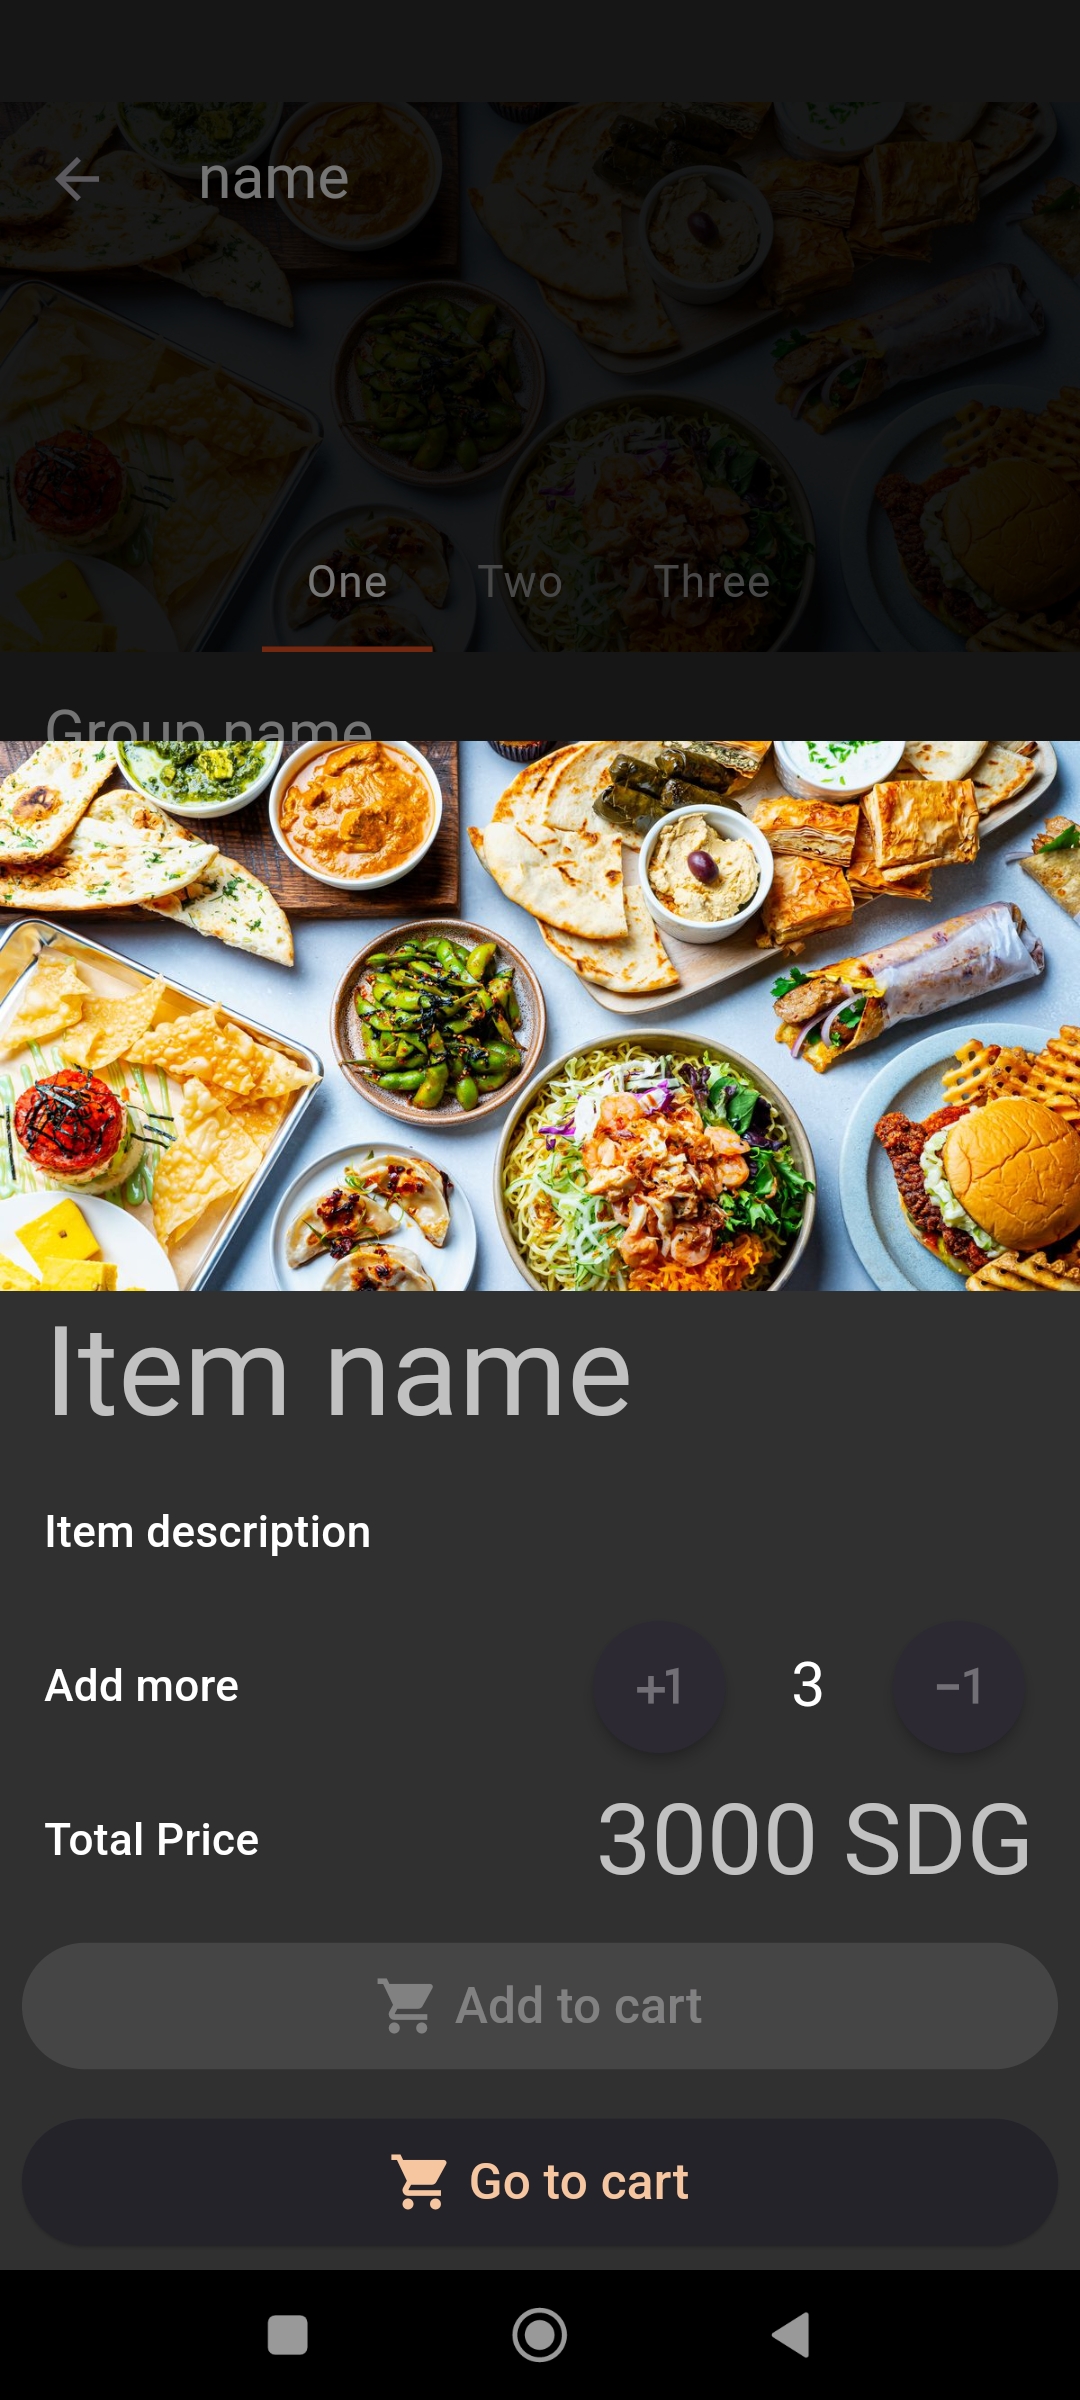 name
One Two Three
Group name
Item name
Item description
Add more +1 3 −1
Total Price 3000 SDG
Add to cart
Go to cart